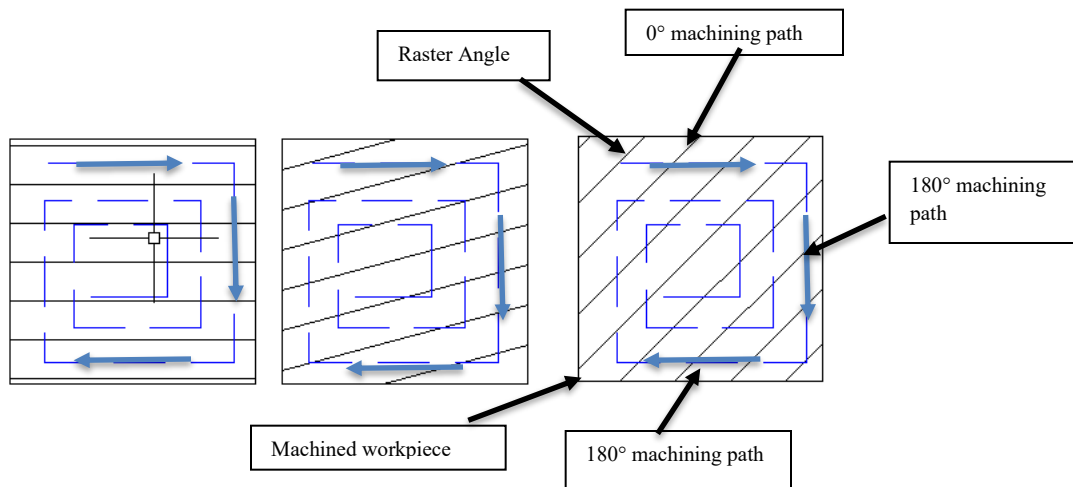 0° machining path
Raster Angle
180° machining
path
Machined workpiece
180° machining path